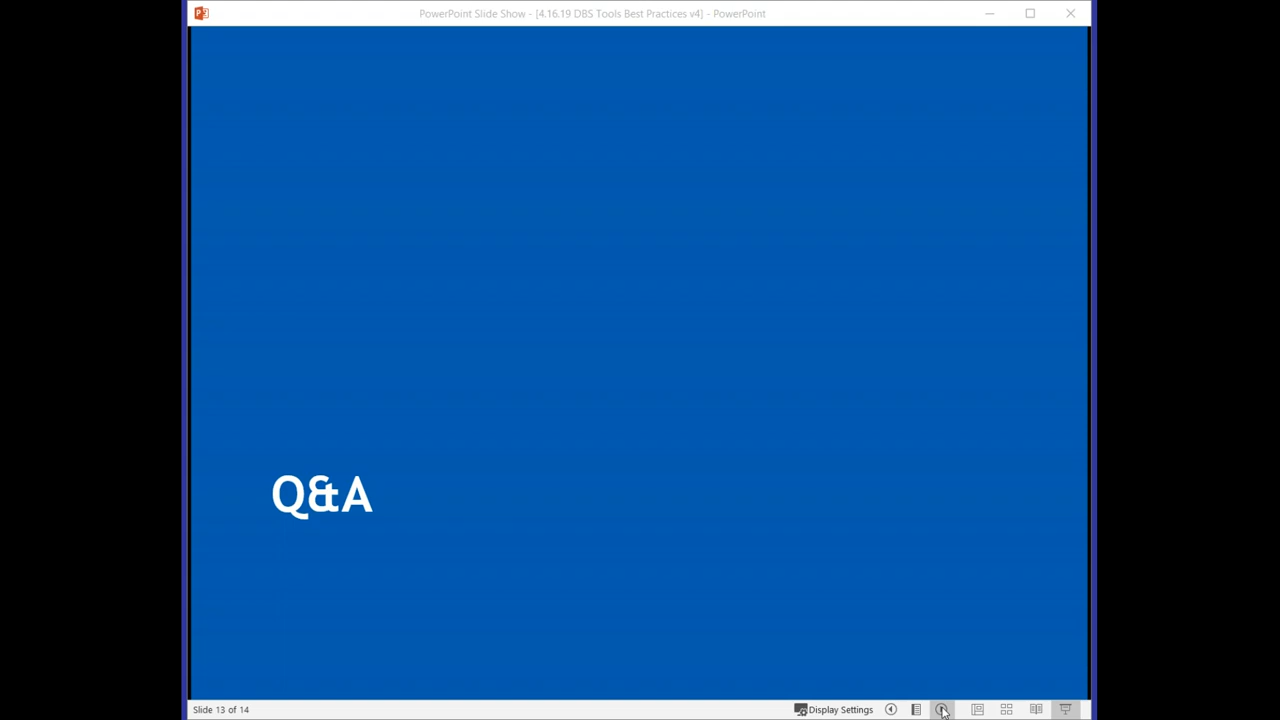 PowerPoint Slide Show - [4.16.19 DBS Tools Best Practices v4] - PowerPoint
Q&A
Slide 13 of 14
Display Settings